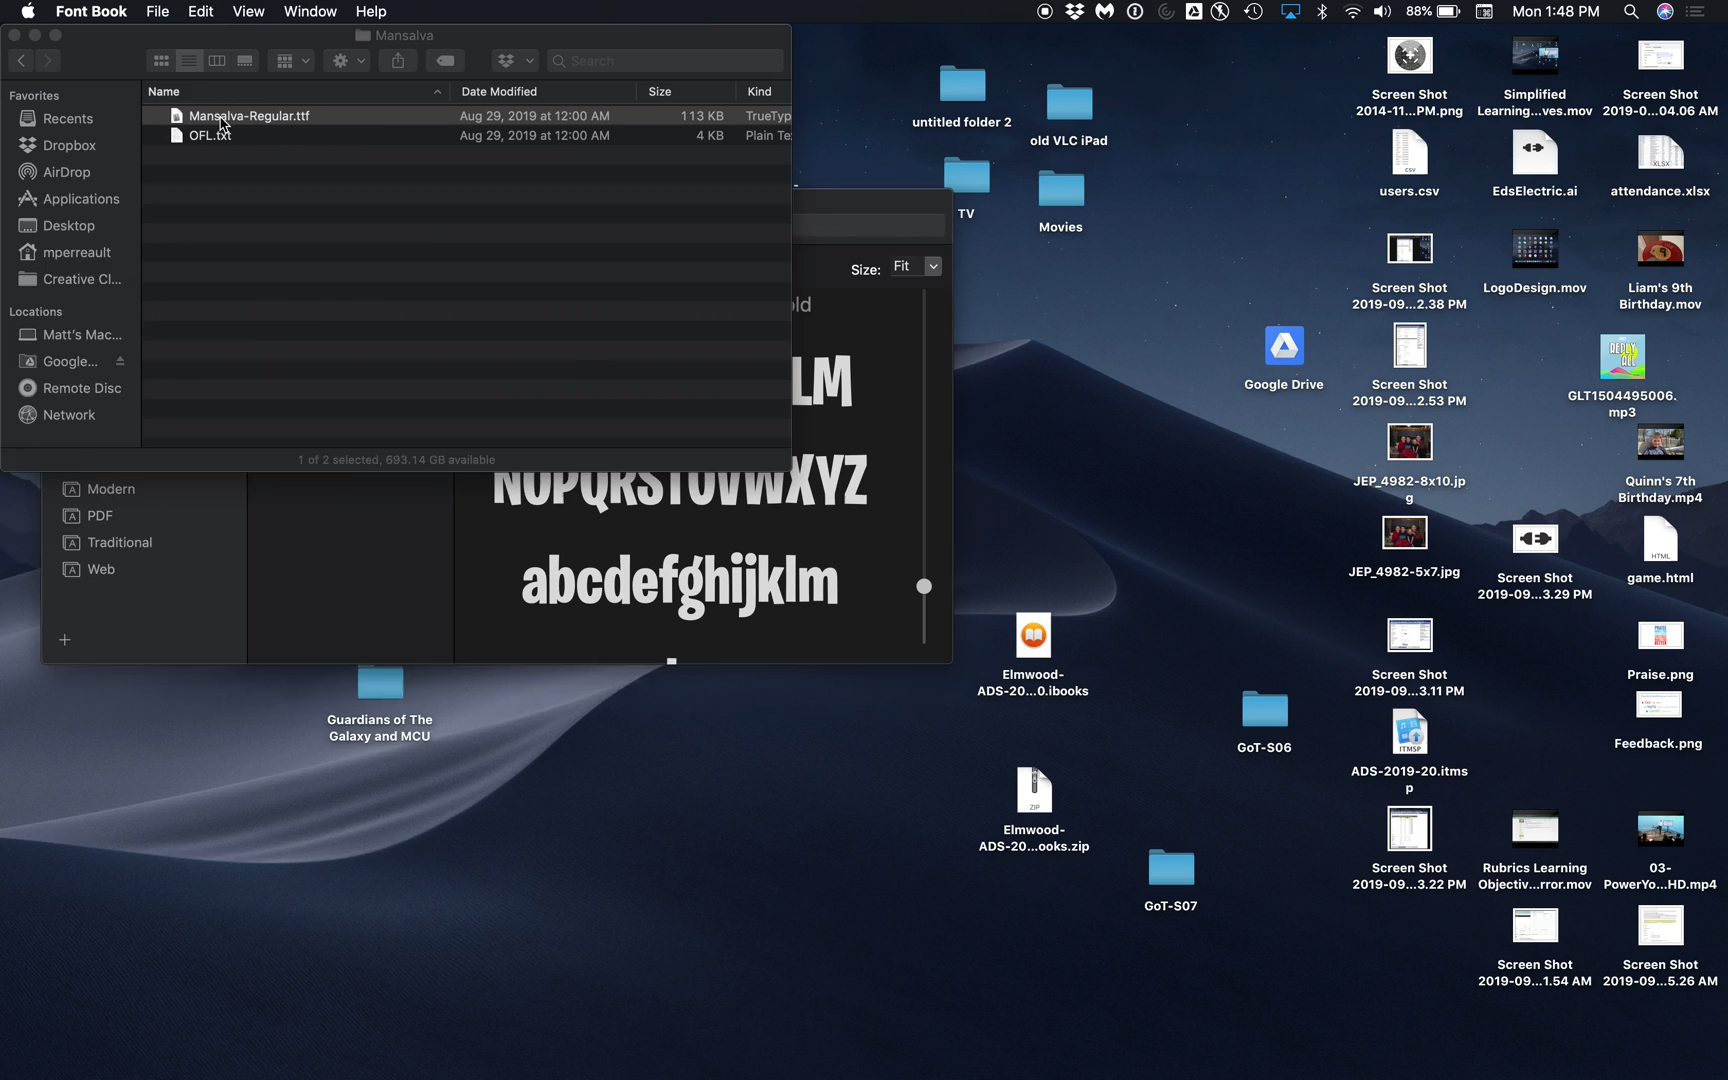 Font Book File Edit View Window Help
88% Mon 1:48 PM
Mansalva
Search
Favorites
Recents
Dropbox
AirDrop
Applications
Desktop
mperreault
Creative Cl...
Locations
Matt's Mac...
Google...
Remote Disc
Network
Name Date Modified Size Kind
Mansalva-Regular.ttf Aug 29, 2019 at 12:00 AM 113 KB TrueTyp
OFL.txt Aug 29, 2019 at 12:00 AM 4 KB Plain Te
1 of 2 selected, 693.14 GB available
Size: Fit
old
LM
NOPQRSTUVWXYZ
abcdefghijklm
Modern
PDF
Traditional
Web
Guardians of The
Galaxy and MCU
untitled folder 2
old VLC iPad
TV
Movies
Google Drive
Elmwood-
ADS-20...0.ibooks
Elmwood-
ADS-20...ooks.zip
ZIP
GoT-S06
GoT-S07
Screen Shot
2014-11...PM.png
CSV
users.csv
Screen Shot
2019-09...2.38 PM
Screen Shot
2019-09...2.53 PM
JEP_4982-8x10.jp
g
JEP_4982-5x7.jpg
Screen Shot
2019-09...3.11 PM
ITMSP
ADS-2019-20.itms
p
Screen Shot
2019-09...3.22 PM
Simplified
Learning...ves.mov
EdsElectric.ai
LogoDesign.mov
Screen Shot
2019-09...3.29 PM
Rubrics Learning
Objectiv...rror.mov
Screen Shot
2019-09...1.54 AM
Screen Shot
2019-0...04.06 AM
XLSX
attendance.xlsx
Liam's 9th
Birthday.mov
REPLY
ALL
GLT1504495006.
mp3
Quinn's 7th
Birthday.mp4
HTML
game.html
Praise.png
Feedback.png
03-
PowerYo...HD.mp4
Screen Shot
2019-09...5.26 AM